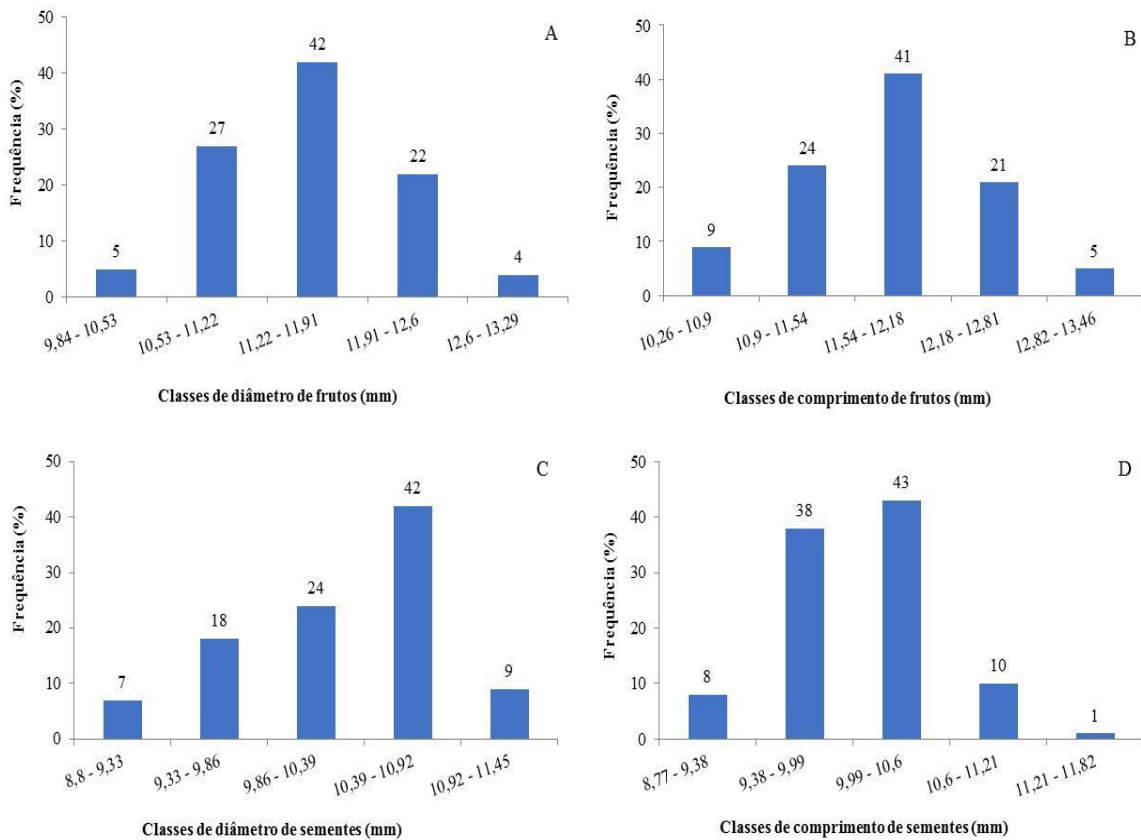 A
Frequência (%)
50
40
30
20
10
0
5
27
42
22
4
9,84 - 10,53
10,53 - 11,22
11,22 - 11,91
11,91 - 12,6
12,6 - 13,29
Classes de diâmetro de frutos (mm)
B
Frequência (%)
50
40
30
20
10
0
9
24
41
21
5
10,26 - 10,9
10,9 - 11,54
11,54 - 12,18
12,18 - 12,81
12,82 - 13,46
Classes de comprimento de frutos (mm)
C
Frequência (%)
50
40
30
20
10
0
7
18
24
42
9
8,8 - 9,33
9,33 - 9,86
9,86 - 10,39
10,39 - 10,92
10,92 - 11,45
Classes de diâmetro de sementes (mm)
D
Frequência (%)
50
40
30
20
10
0
8
38
43
10
1
8,77 - 9,38
9,38 - 9,99
9,99 - 10,6
10,6 - 11,21
11,21 - 11,82
Classes de comprimento de sementes (mm)